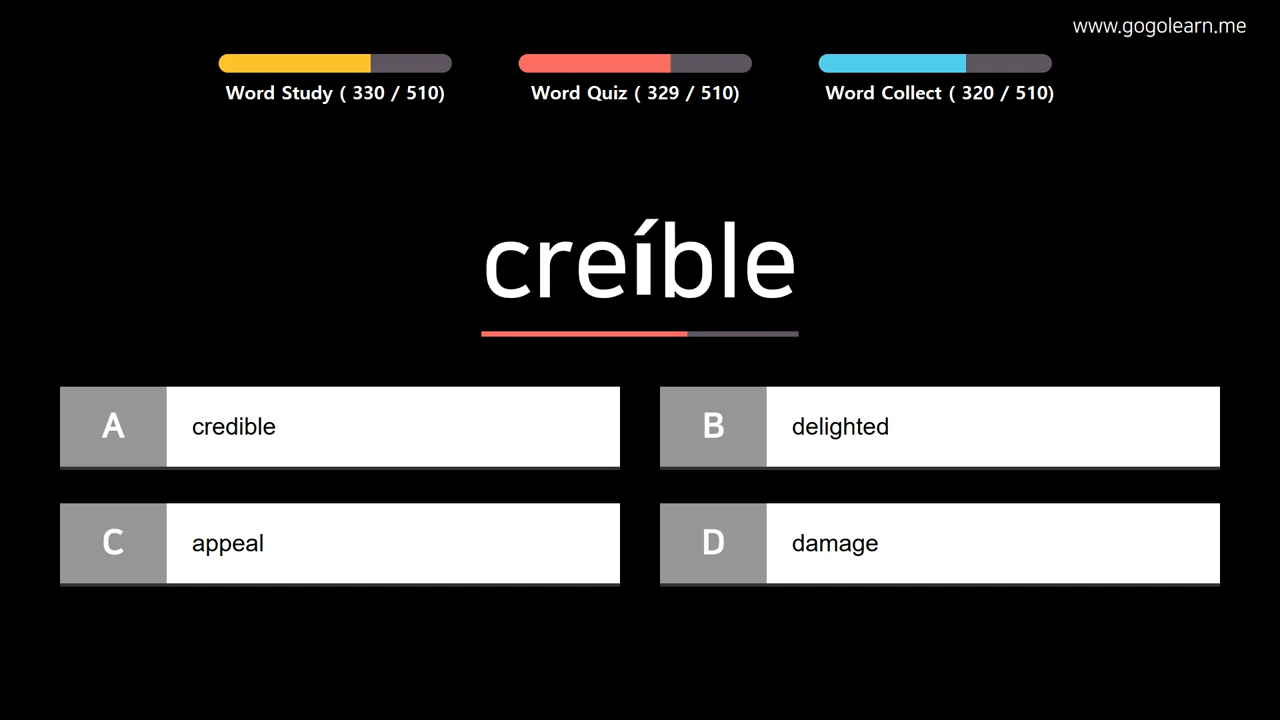 www.gogolearn.me
Word Study ( 330 / 510)
Word Quiz ( 329 / 510)
Word Collect ( 320 / 510)
creíble
A credible
B delighted
C appeal
D damage